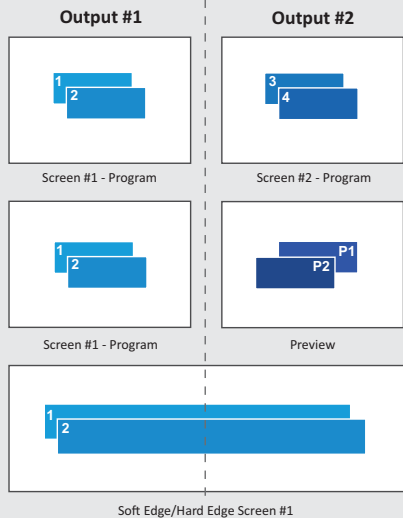 Output #1
Output #2
1
2
3
4
Screen #1 - Program
Screen #2 - Program
1
2
P1
P2
Screen #1 - Program
Preview
1
2
Soft Edge/Hard Edge Screen #1